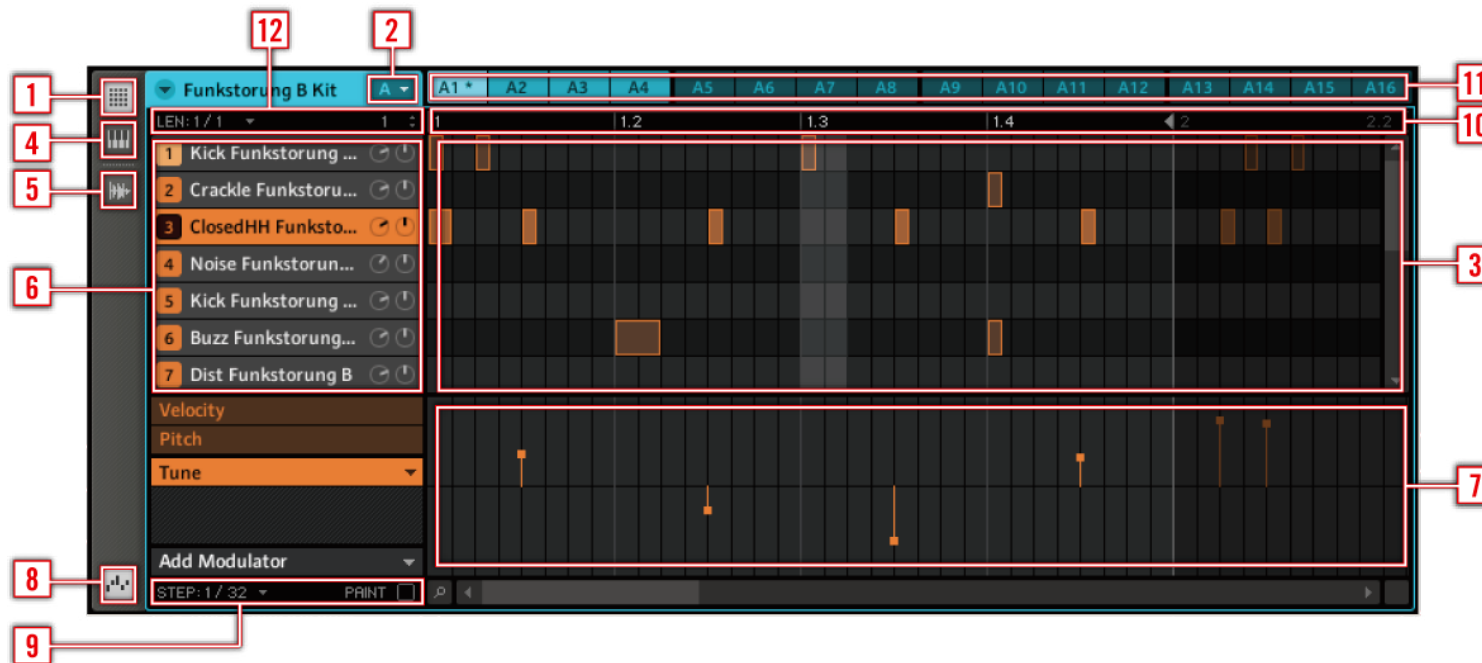 12 2
1 Funkstorung B Kit A A1 * A2 A3 A4 A5 A6 A7 A8 A9 A10 A11 A12 A13 A14 A15 A16 11
LEN: 1 / 1 1 1 1.2 1.3 1.4 2 2.2 10
4
1 Kick Funkstorung ...
5 2 Crackle Funkstoru...
3 ClosedHH Funksto...
4 Noise Funkstorun... 3
6 5 Kick Funkstorung ...
6 Buzz Funkstorung...
7 Dist Funkstorung B
Velocity
Pitch
Tune 7
Add Modulator
8 STEP: 1 / 32 PAINT
9